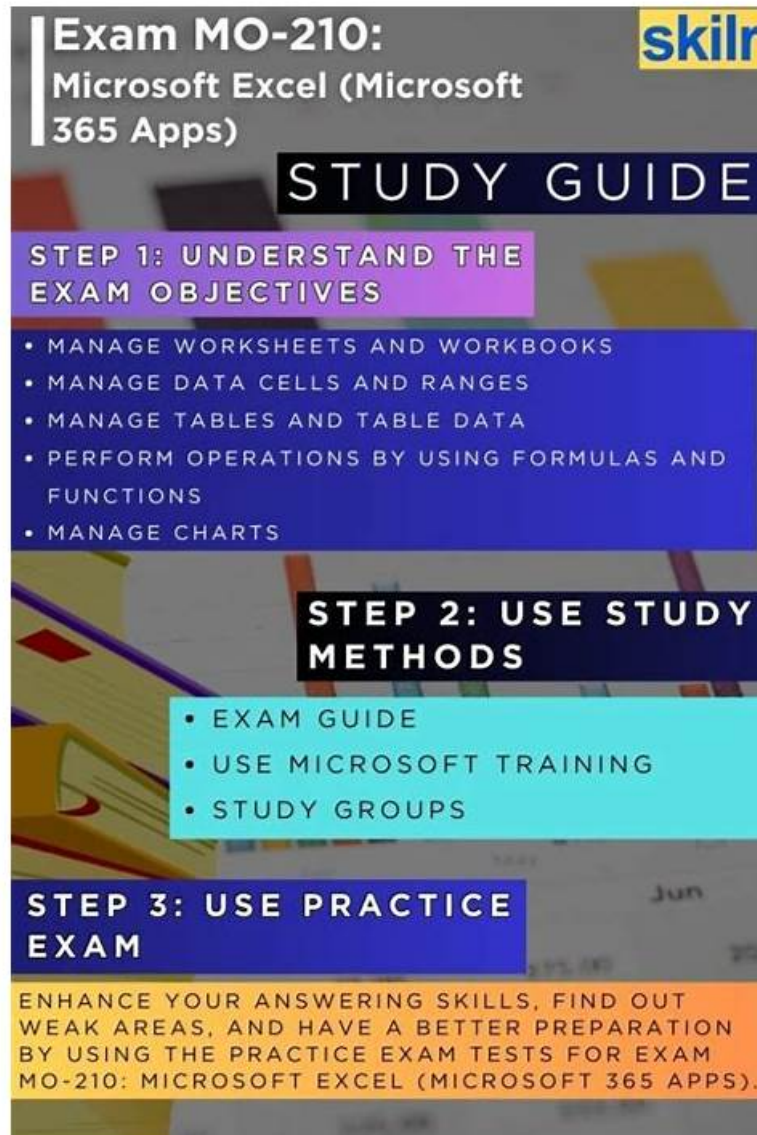 Exam MO-210:
skilr
Microsoft Excel (Microsoft
365 Apps)
STUDY GUIDE
STEP 1: UNDERSTAND THE
EXAM OBJECTIVES
• MANAGE WORKSHEETS AND WORKBOOKS
• MANAGE DATA CELLS AND RANGES
• MANAGE TABLES AND TABLE DATA
• PERFORM OPERATIONS BY USING FORMULAS AND
FUNCTIONS
• MANAGE CHARTS
STEP 2: USE STUDY
METHODS
• EXAM GUIDE
• USE MICROSOFT TRAINING
• STUDY GROUPS
Jun
STEP 3: USE PRACTICE
EXAM
ENHANCE YOUR ANSWERING SKILLS, FIND OUT
WEAK AREAS, AND HAVE A BETTER PREPARATION
BY USING THE PRACTICE EXAM TESTS FOR EXAM
MO-210: MICROSOFT EXCEL (MICROSOFT 365 APPS).